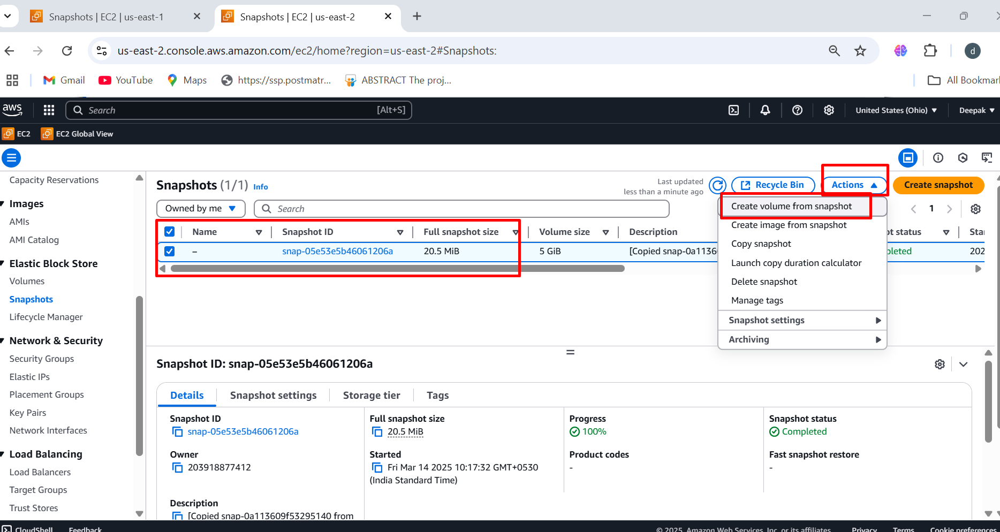 Snapshots | EC2 | us-east-1
Snapshots | EC2 | us-east-2
us-east-2.console.aws.amazon.com/ec2/home?region=us-east-2#Snapshots:
d
Gmail YouTube Maps https://ssp.postmatr... ABSTRACT The proj... All Bookmar
aws Search [Alt+S] United States (Ohio) Deepak
EC2 EC2 Global View
Capacity Reservations
Images
AMIs
AMI Catalog
Elastic Block Store
Volumes
Snapshots
Lifecycle Manager
Network & Security
Security Groups
Elastic IPs
Placement Groups
Key Pairs
Network Interfaces
Load Balancing
Load Balancers
Target Groups
Trust Stores
Snapshots (1/1) Info
Last updated
less than a minute ago
Recycle Bin Actions Create snapshot
Owned by me Search 1
Name Snapshot ID Full snapshot size Volume size Description ot status Star
– snap-05e53e5b46061206a 20.5 MiB 5 GiB [Copied snap-0a1136 pleted 202
Create volume from snapshot
Create image from snapshot
Copy snapshot
Launch copy duration calculator
Delete snapshot
Manage tags
Snapshot settings
Archiving
Snapshot ID: snap-05e53e5b46061206a
Details Snapshot settings Storage tier Tags
Snapshot ID
snap-05e53e5b46061206a
Full snapshot size
20.5 MiB
Progress
100%
Snapshot status
Completed
Owner
203918877412
Started
Fri Mar 14 2025 10:17:32 GMT+0530
(India Standard Time)
Product codes
-
Fast snapshot restore
-
Description
[Copied snap-0a113609f53295140 from
CloudShell Feedback © 2025, Amazon Web Services, Inc. or its affiliates. Privacy Terms Cookie preferences